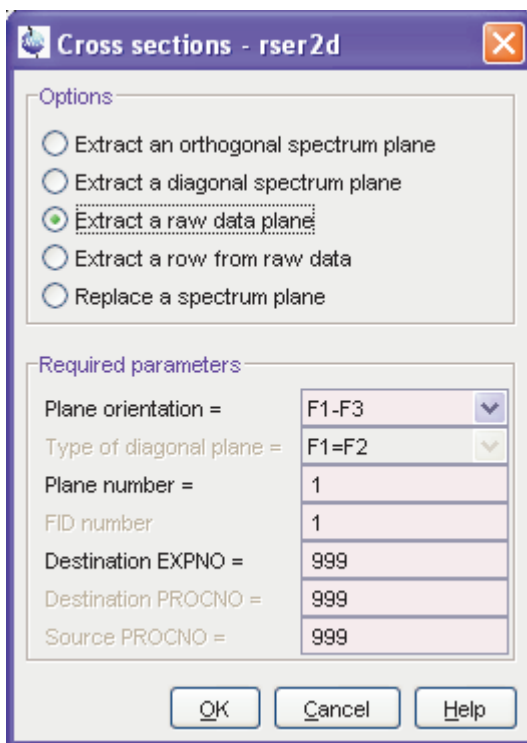 Cross sections - rser2d
Options
Extract an orthogonal spectrum plane
Extract a diagonal spectrum plane
Extract a raw data plane
Extract a row from raw data
Replace a spectrum plane
Required parameters
Plane orientation = F1-F3
Type of diagonal plane = F1=F2
Plane number = 1
FID number 1
Destination EXPNO = 999
Destination PROCNO = 999
Source PROCNO = 999
OK Cancel Help